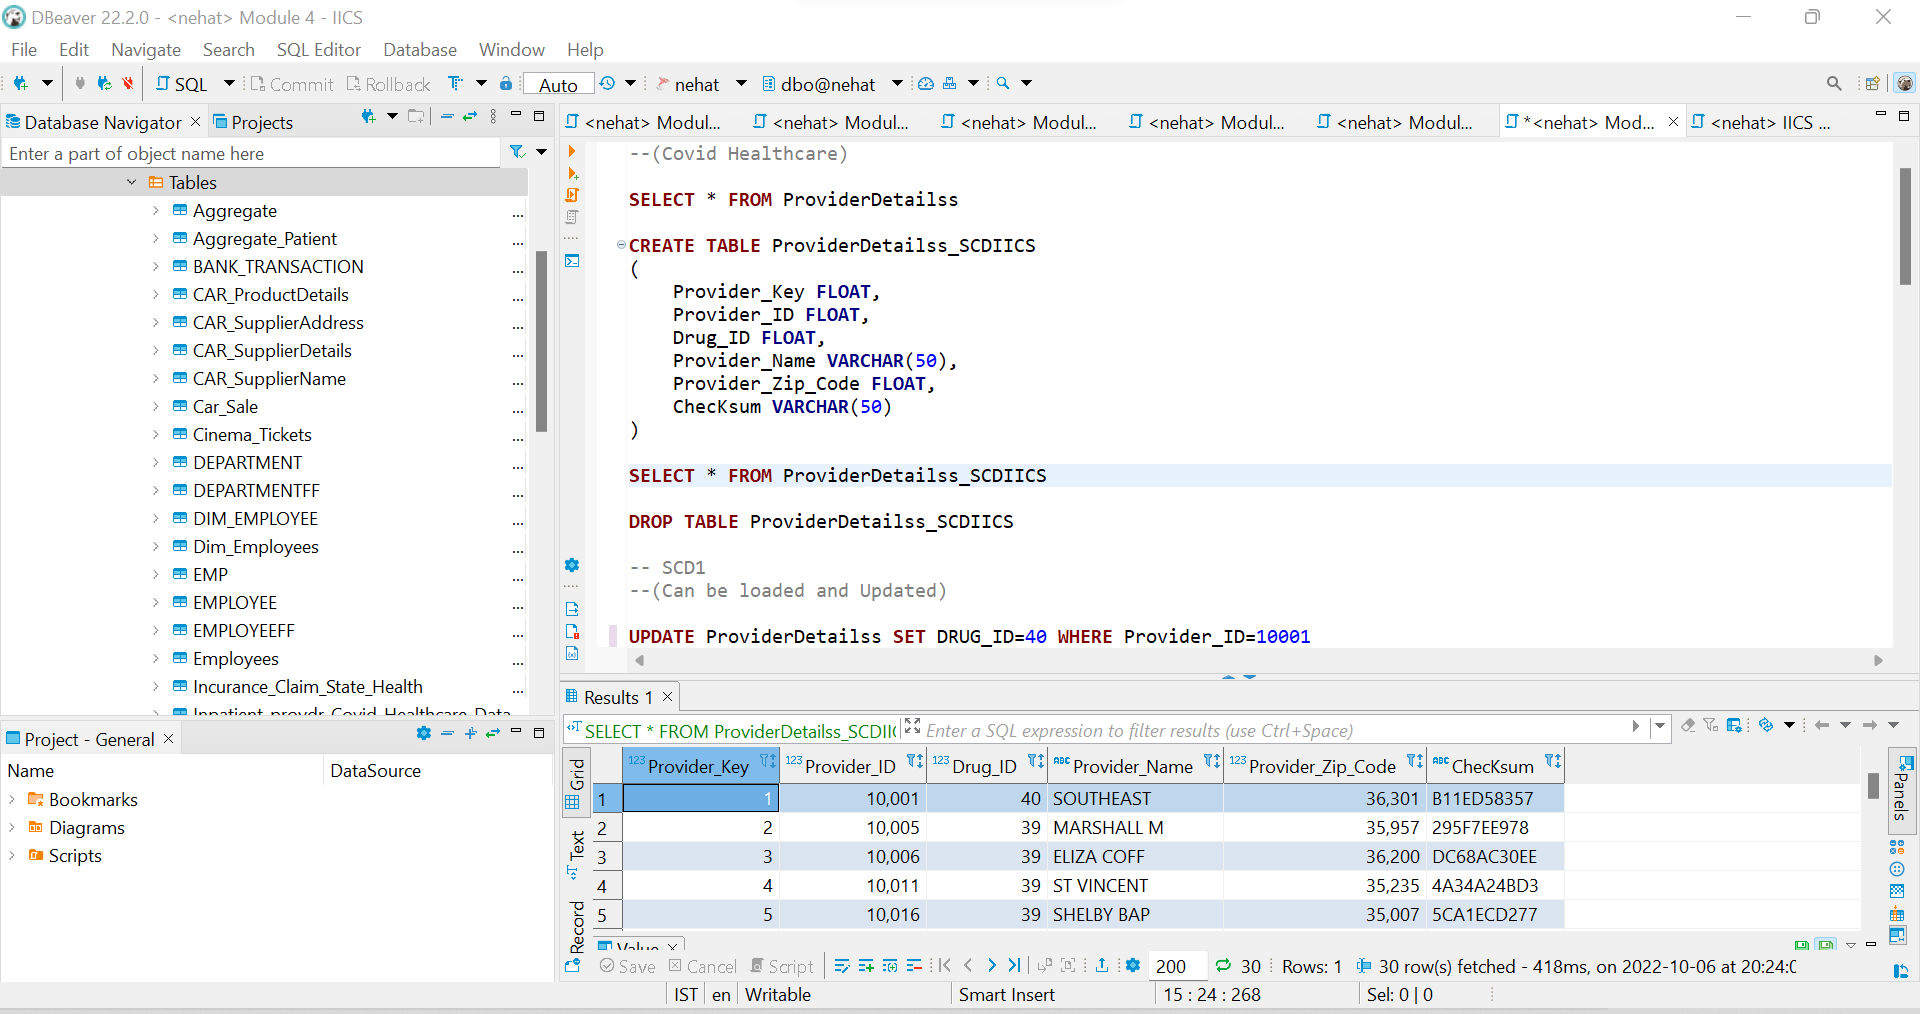 DBeaver 22.2.0 - <nehat> Module 4 - IICS
File Edit Navigate Search SQL Editor Database Window Help
SQL Commit Rollback Auto nehat dbo@nehat
Database Navigator Projects
<nehat> Modul... <nehat> Modul... <nehat> Modul... <nehat> Modul... <nehat> Modul... *<nehat> Mod... <nehat> IICS ...
Enter a part of object name here
Tables
Aggregate ...
Aggregate_Patient ...
BANK_TRANSACTION ...
CAR_ProductDetails ...
CAR_SupplierAddress ...
CAR_SupplierDetails ...
CAR_SupplierName ...
Car_Sale ...
Cinema_Tickets ...
DEPARTMENT ...
DEPARTMENTFF ...
DIM_EMPLOYEE ...
Dim_Employees ...
EMP ...
EMPLOYEE ...
EMPLOYEEFF ...
Employees ...
Incurance_Claim_State_Health ...
Inpatient_provdr_Covid_Healthcare_Data
--(Covid Healthcare)
SELECT * FROM ProviderDetailss
CREATE TABLE ProviderDetailss_SCDIICS
(
Provider_Key FLOAT,
Provider_ID FLOAT,
Drug_ID FLOAT,
Provider_Name VARCHAR(50),
Provider_Zip_Code FLOAT,
ChecKsum VARCHAR(50)
)
SELECT * FROM ProviderDetailss_SCDIICS
DROP TABLE ProviderDetailss_SCDIICS
-- SCD1
--(Can be loaded and Updated)
UPDATE ProviderDetailss SET DRUG_ID=40 WHERE Provider_ID=10001
Project - General
Name DataSource
Bookmarks
Diagrams
Scripts
Results 1
SELECT * FROM ProviderDetailss_SCDII Enter a SQL expression to filter results (use Ctrl+Space)
Grid
Text
Record
123 Provider_Key 123 Provider_ID 123 Drug_ID ABC Provider_Name 123 Provider_Zip_Code ABC ChecKsum
1 1 10,001 40 SOUTHEAST 36,301 B11ED58357
2 2 10,005 39 MARSHALL M 35,957 295F7EE978
3 3 10,006 39 ELIZA COFF 36,200 DC68AC30EE
4 4 10,011 39 ST VINCENT 35,235 4A34A24BD3
5 5 10,016 39 SHELBY BAP 35,007 5CA1ECD277
Panels
Value
Save Cancel Script 200 30 Rows: 1 30 row(s) fetched - 418ms, on 2022-10-06 at 20:24:0
IST en Writable Smart Insert 15 : 24 : 268 Sel: 0 | 0